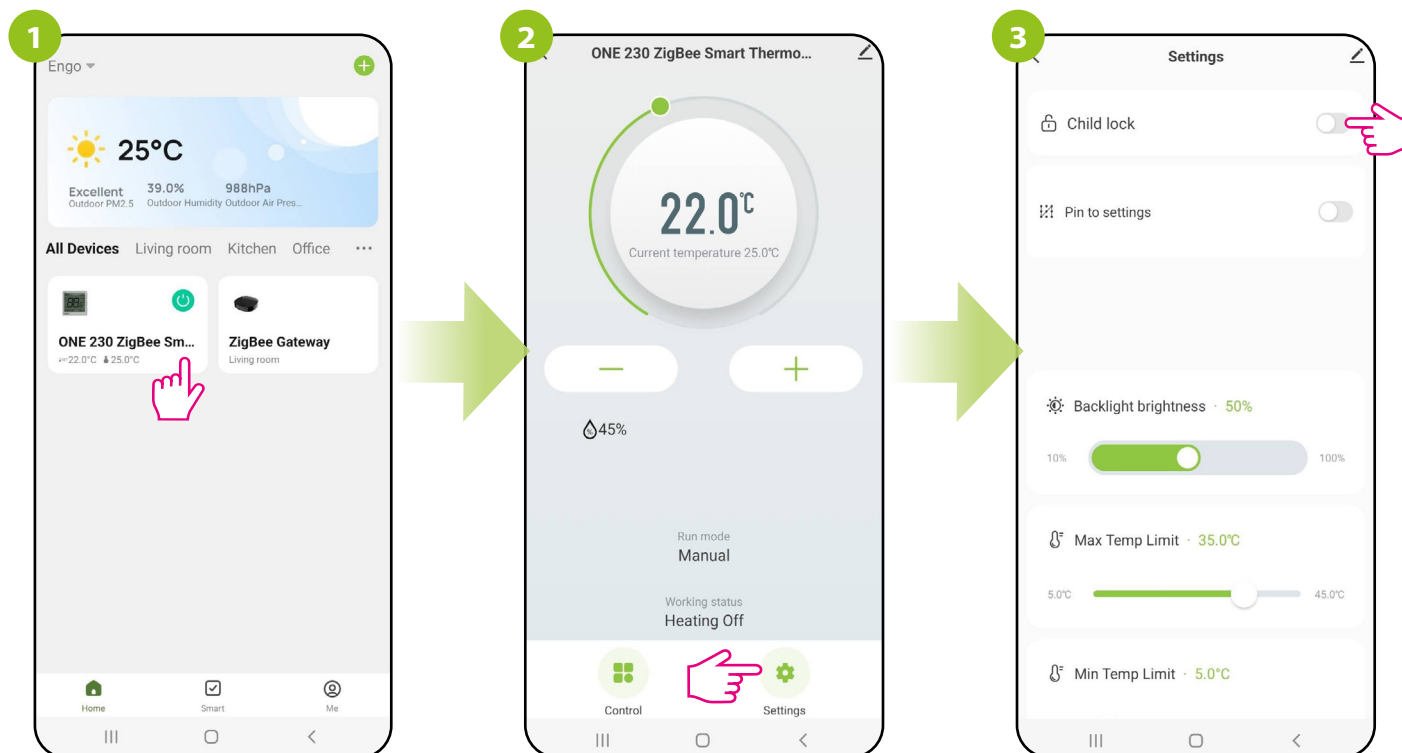 1
Engo
25°C
Excellent 39.0% 988hPa
Outdoor PM2.5 Outdoor Humidity Outdoor Air Pres...
All Devices Living room Kitchen Office ...
ONE 230 ZigBee Sm... ZigBee Gateway
22.0°C 25.0°C Living room
Home Smart Me
2
ONE 230 ZigBee Smart Thermo...
22.0°C
Current temperature 25.0°C
45%
Run mode
Manual
Working status
Heating Off
Control Settings
3
Settings
Child lock
Pin to settings
Backlight brightness · 50%
10% 100%
Max Temp Limit · 35.0°C
5.0°C 45.0°C
Min Temp Limit · 5.0°C